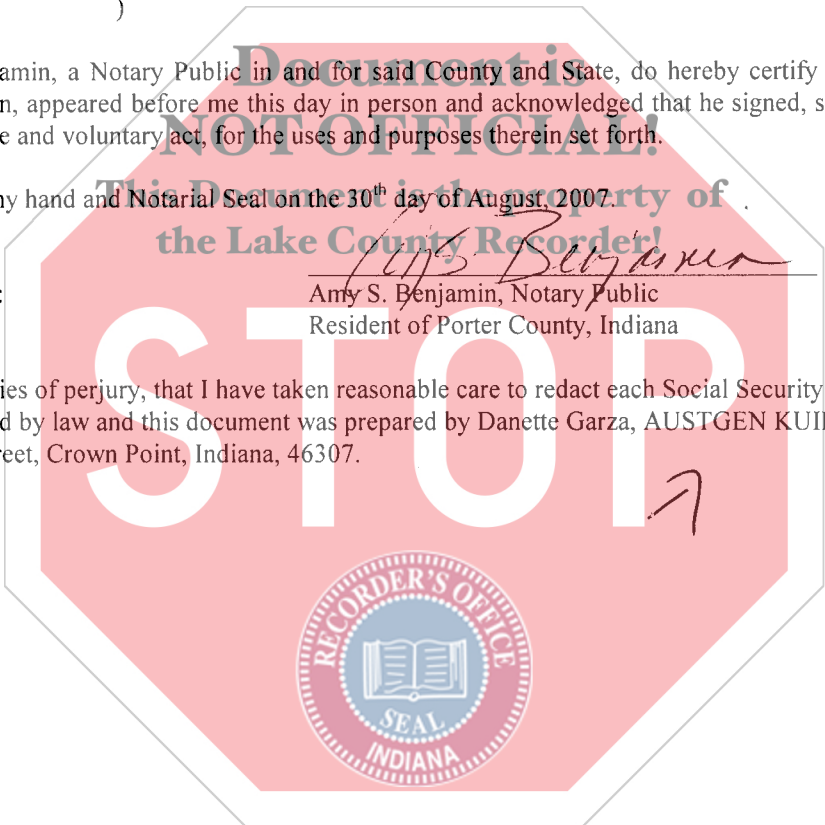 )
Document is
amin, a Notary Public in and for said County and State, do hereby certify
n, appeared before me this day in person and acknowledged that he signed, s
NOT OFFICIAL!
e and voluntary act, for the uses and purposes therein set forth.
This Document is the property of
ny hand and Notarial Seal on the 30th day of August, 2007.
the Lake County Recorder!
Amy S. Benjamin
:
Amy S. Benjamin, Notary Public
Resident of Porter County, Indiana
STOP
ies of perjury, that I have taken reasonable care to redact each Social Security
d by law and this document was prepared by Danette Garza, AUSTGEN KUI
reet, Crown Point, Indiana, 46307.
RECORDER'S OFFICE
SEAL
INDIANA